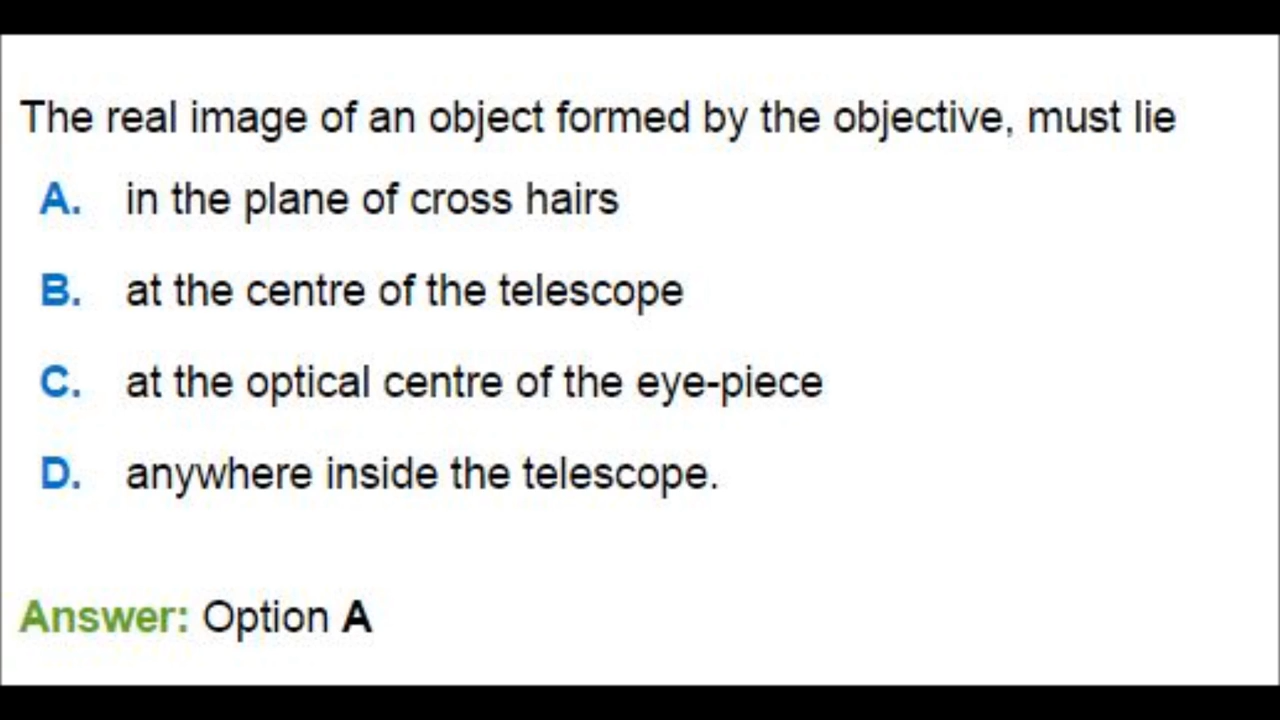 The real image of an object formed by the objective, must lie
A. in the plane of cross hairs
B. at the centre of the telescope
C. at the optical centre of the eye-piece
D. anywhere inside the telescope.
Answer: Option A